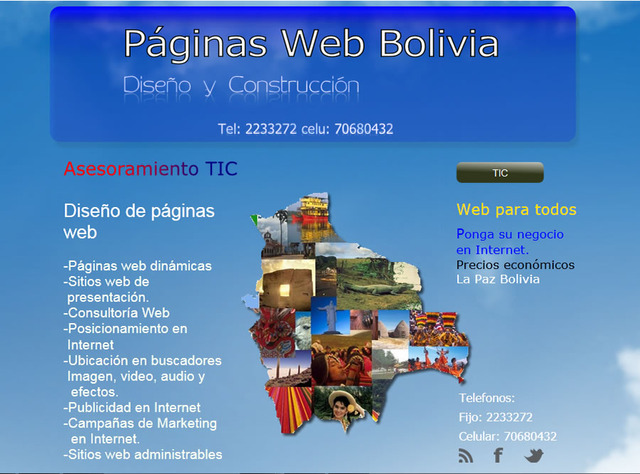 Páginas Web Bolivia
Diseño y Construcción
Tel: 2233272 celu: 70680432
Asesoramiento TIC
Diseño de páginas
web
-Páginas web dinámicas
-Sitios web de
presentación.
-Consultoría Web
-Posicionamiento en
Internet
-Ubicación en buscadores
Imagen, video, audio y
efectos.
-Publicidad en Internet
-Campañas de Marketing
en Internet.
-Sitios web administrables
TIC
Web para todos
Ponga su negocio
en Internet.
Precios económicos
La Paz Bolivia
Telefonos:
Fijo: 2233272
Celular: 70680432